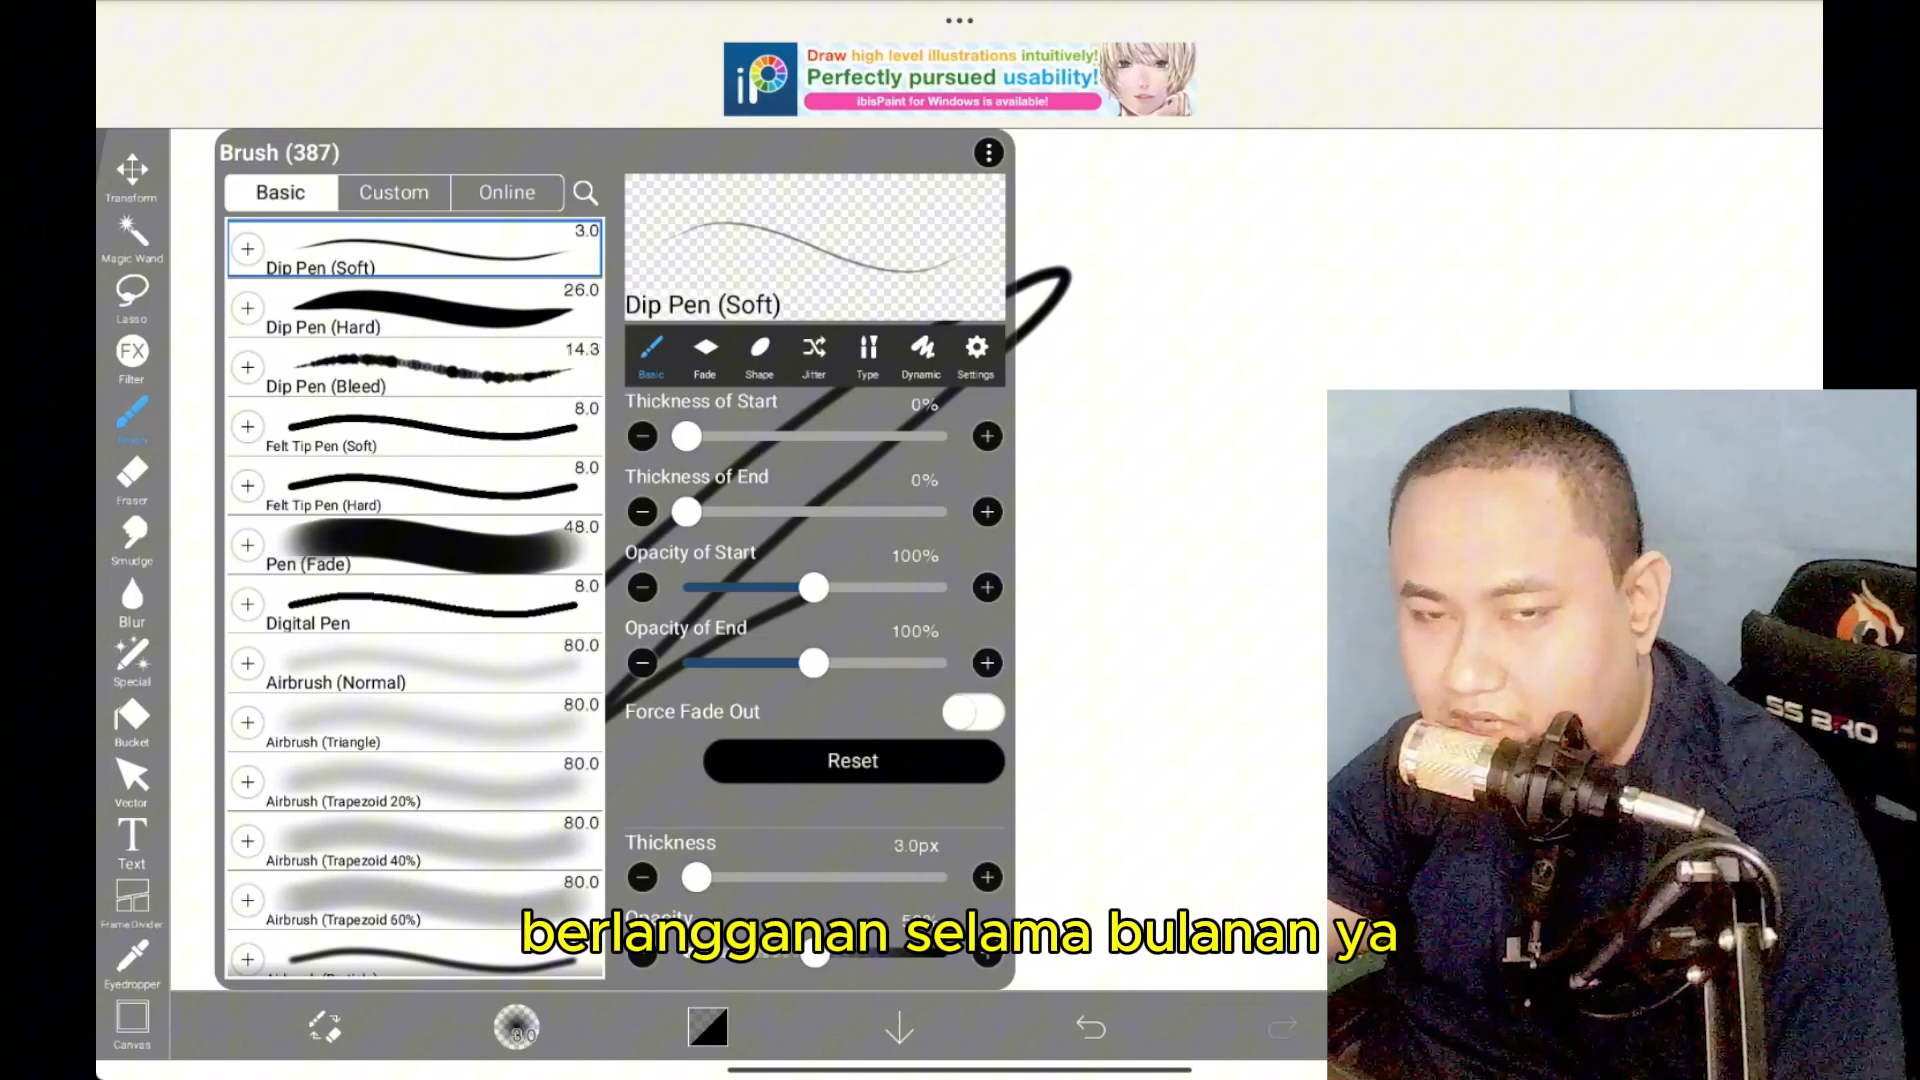 Draw high level illustrations intuitively!
Perfectly pursued usability!
ibisPaint for Windows is available!
iP
Transform
Magic Wand
Lasso
FX
Filter
Brush
Eraser
Smudge
Blur
Special
Bucket
Vector
T
Text
Frame Divider
Eyedropper
Canvas
Brush (387)
Basic
Custom
Online
3.0
Dip Pen (Soft)
26.0
Dip Pen (Hard)
14.3
Dip Pen (Bleed)
8.0
Felt Tip Pen (Soft)
8.0
Felt Tip Pen (Hard)
48.0
Pen (Fade)
8.0
Digital Pen
80.0
Airbrush (Normal)
80.0
Airbrush (Triangle)
80.0
Airbrush (Trapezoid 20%)
80.0
Airbrush (Trapezoid 40%)
80.0
Airbrush (Trapezoid 60%)
Dip Pen (Soft)
Basic
Fade
Shape
Jitter
Type
Dynamic
Settings
Thickness of Start
0%
Thickness of End
0%
Opacity of Start
100%
Opacity of End
100%
Force Fade Out
Reset
Thickness
3.0px
Opacity
berlangganan selama bulanan ya
3.0